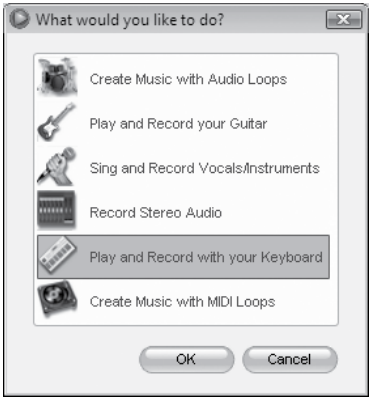 What would you like to do?
Create Music with Audio Loops
Play and Record your Guitar
Sing and Record Vocals/Instruments
Record Stereo Audio
Play and Record with your Keyboard
Create Music with MIDI Loops
OK Cancel